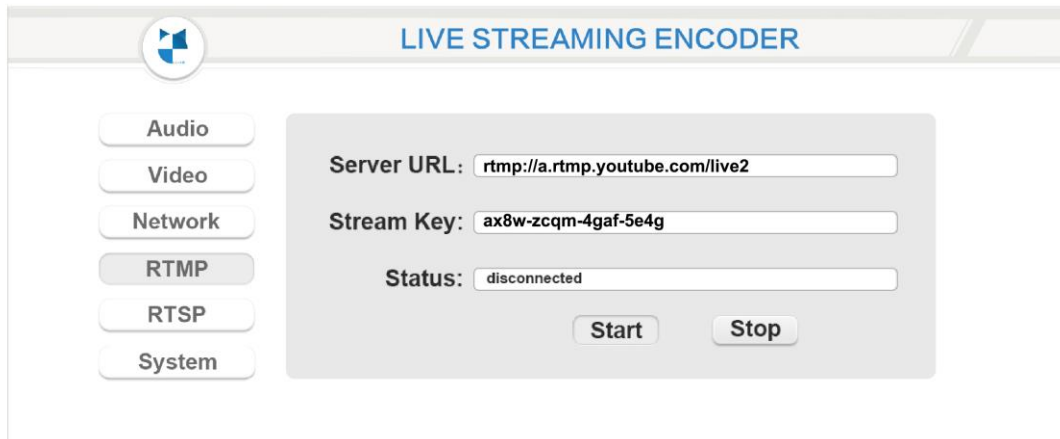 LIVE STREAMING ENCODER
Audio
Video
Network
RTMP
RTSP
System
Server URL: rtmp://a.rtmp.youtube.com/live2
Stream Key: ax8w-zcqm-4gaf-5e4g
Status: disconnected
Start Stop